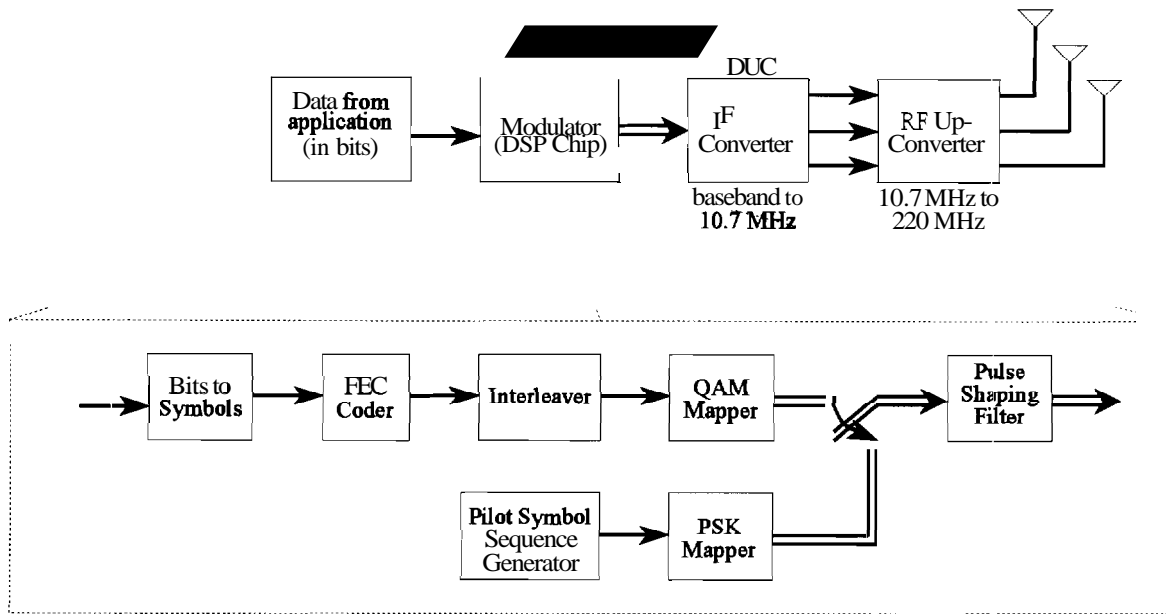 DUC
Data from
application
(in bits)
Modulator
(DSP Chip)
IF
Converter
RF Up-
Converter
baseband to
10.7 MHz
10.7 MHz to
220 MHz
Bits to
Symbols
FEC
Coder
Interleaver
QAM
Mapper
Pulse
Shaping
Filter
Pilot Symbol
Sequence
Generator
PSK
Mapper